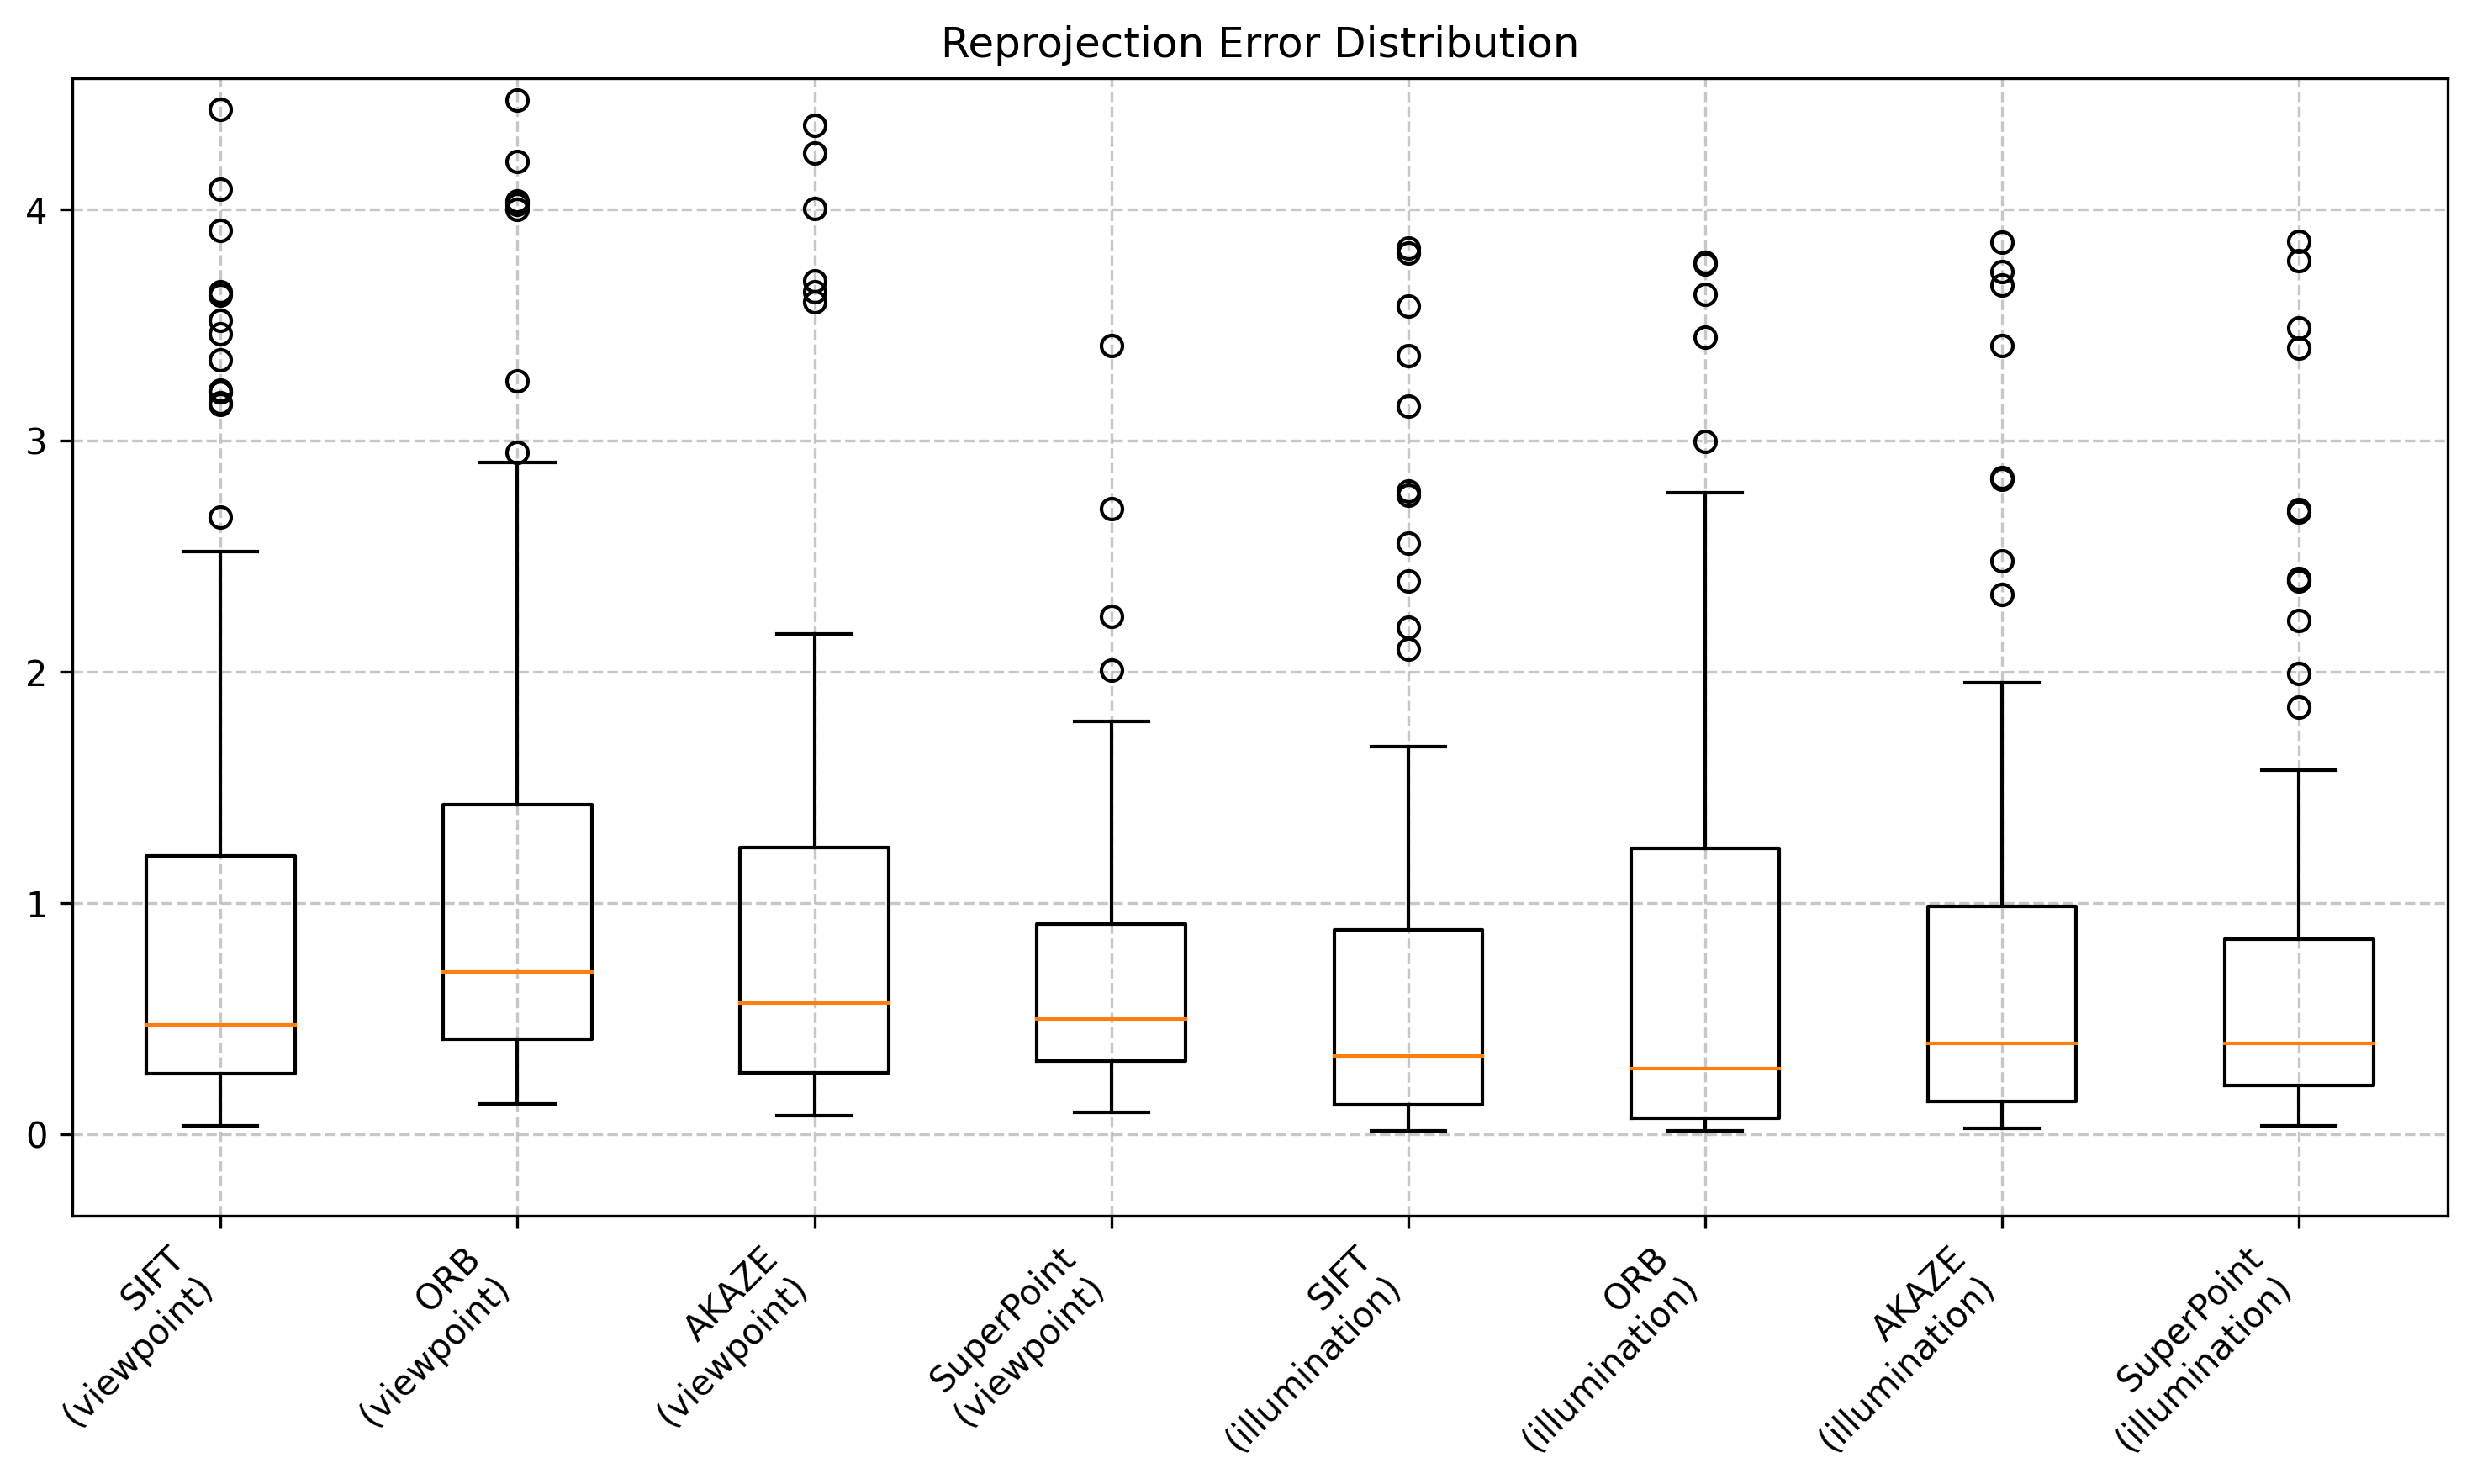 Reprojection Error Distribution
4
3
2
1
0
SIFT
(viewpoint)
ORB
(viewpoint)
AKAZE
(viewpoint)
SuperPoint
(viewpoint)
SIFT
(illumination)
ORB
(illumination)
AKAZE
(illumination)
SuperPoint
(illumination)